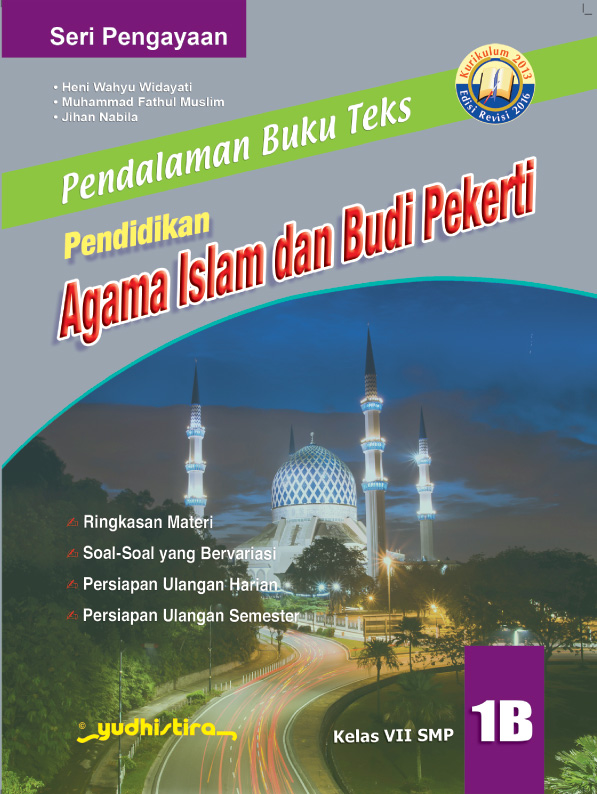 Seri Pengayaan
• Heni Wahyu Widayati
• Muhammad Fathul Muslim
• Jihan Nabila
Kurikulum 2013
Edisi Revisi 2016
Pendalaman Buku Teks
Pendidikan
Agama Islam dan Budi Pekerti
Ringkasan Materi
Soal-Soal yang Bervariasi
Persiapan Ulangan Harian
Persiapan Ulangan Semester
© yudhistira
Kelas VII SMP
1B